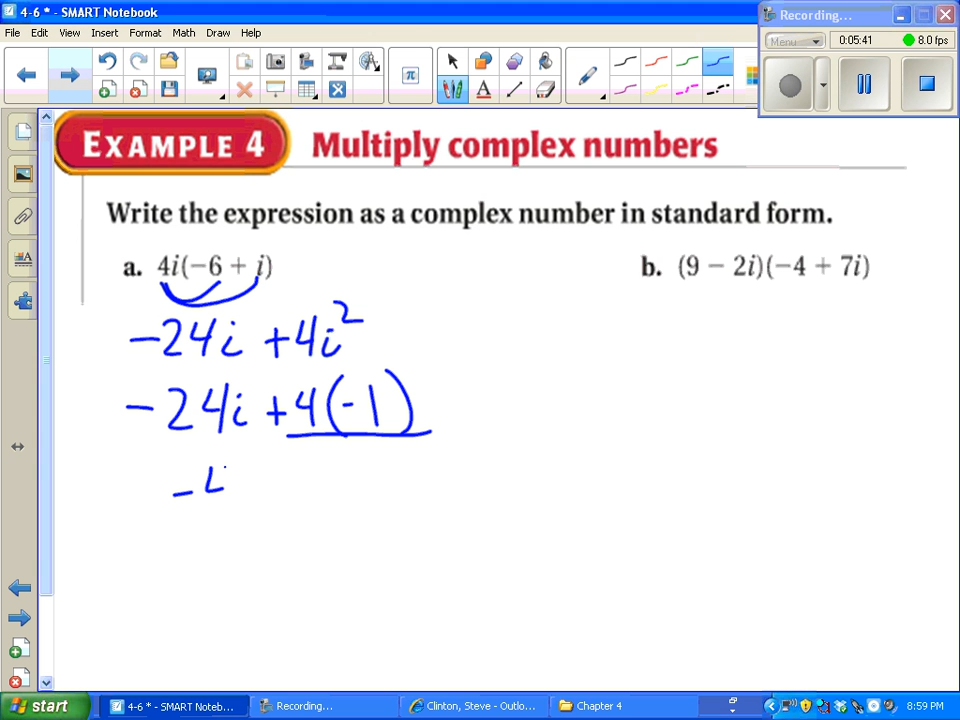 4-6 * - SMART Notebook
File Edit View Insert Format Math Draw Help
Recording...
Menu 0:05:41 8.0 fps
EXAMPLE 4 Multiply complex numbers
Write the expression as a complex number in standard form.
a. 4i(−6 + i) b. (9 − 2i)(−4 + 7i)
-24i +4i²
-24i +4(-1)
-4
start 4-6 * - SMART Noteb... Recording... Clinton, Steve - Outlo... Chapter 4 8:59 PM